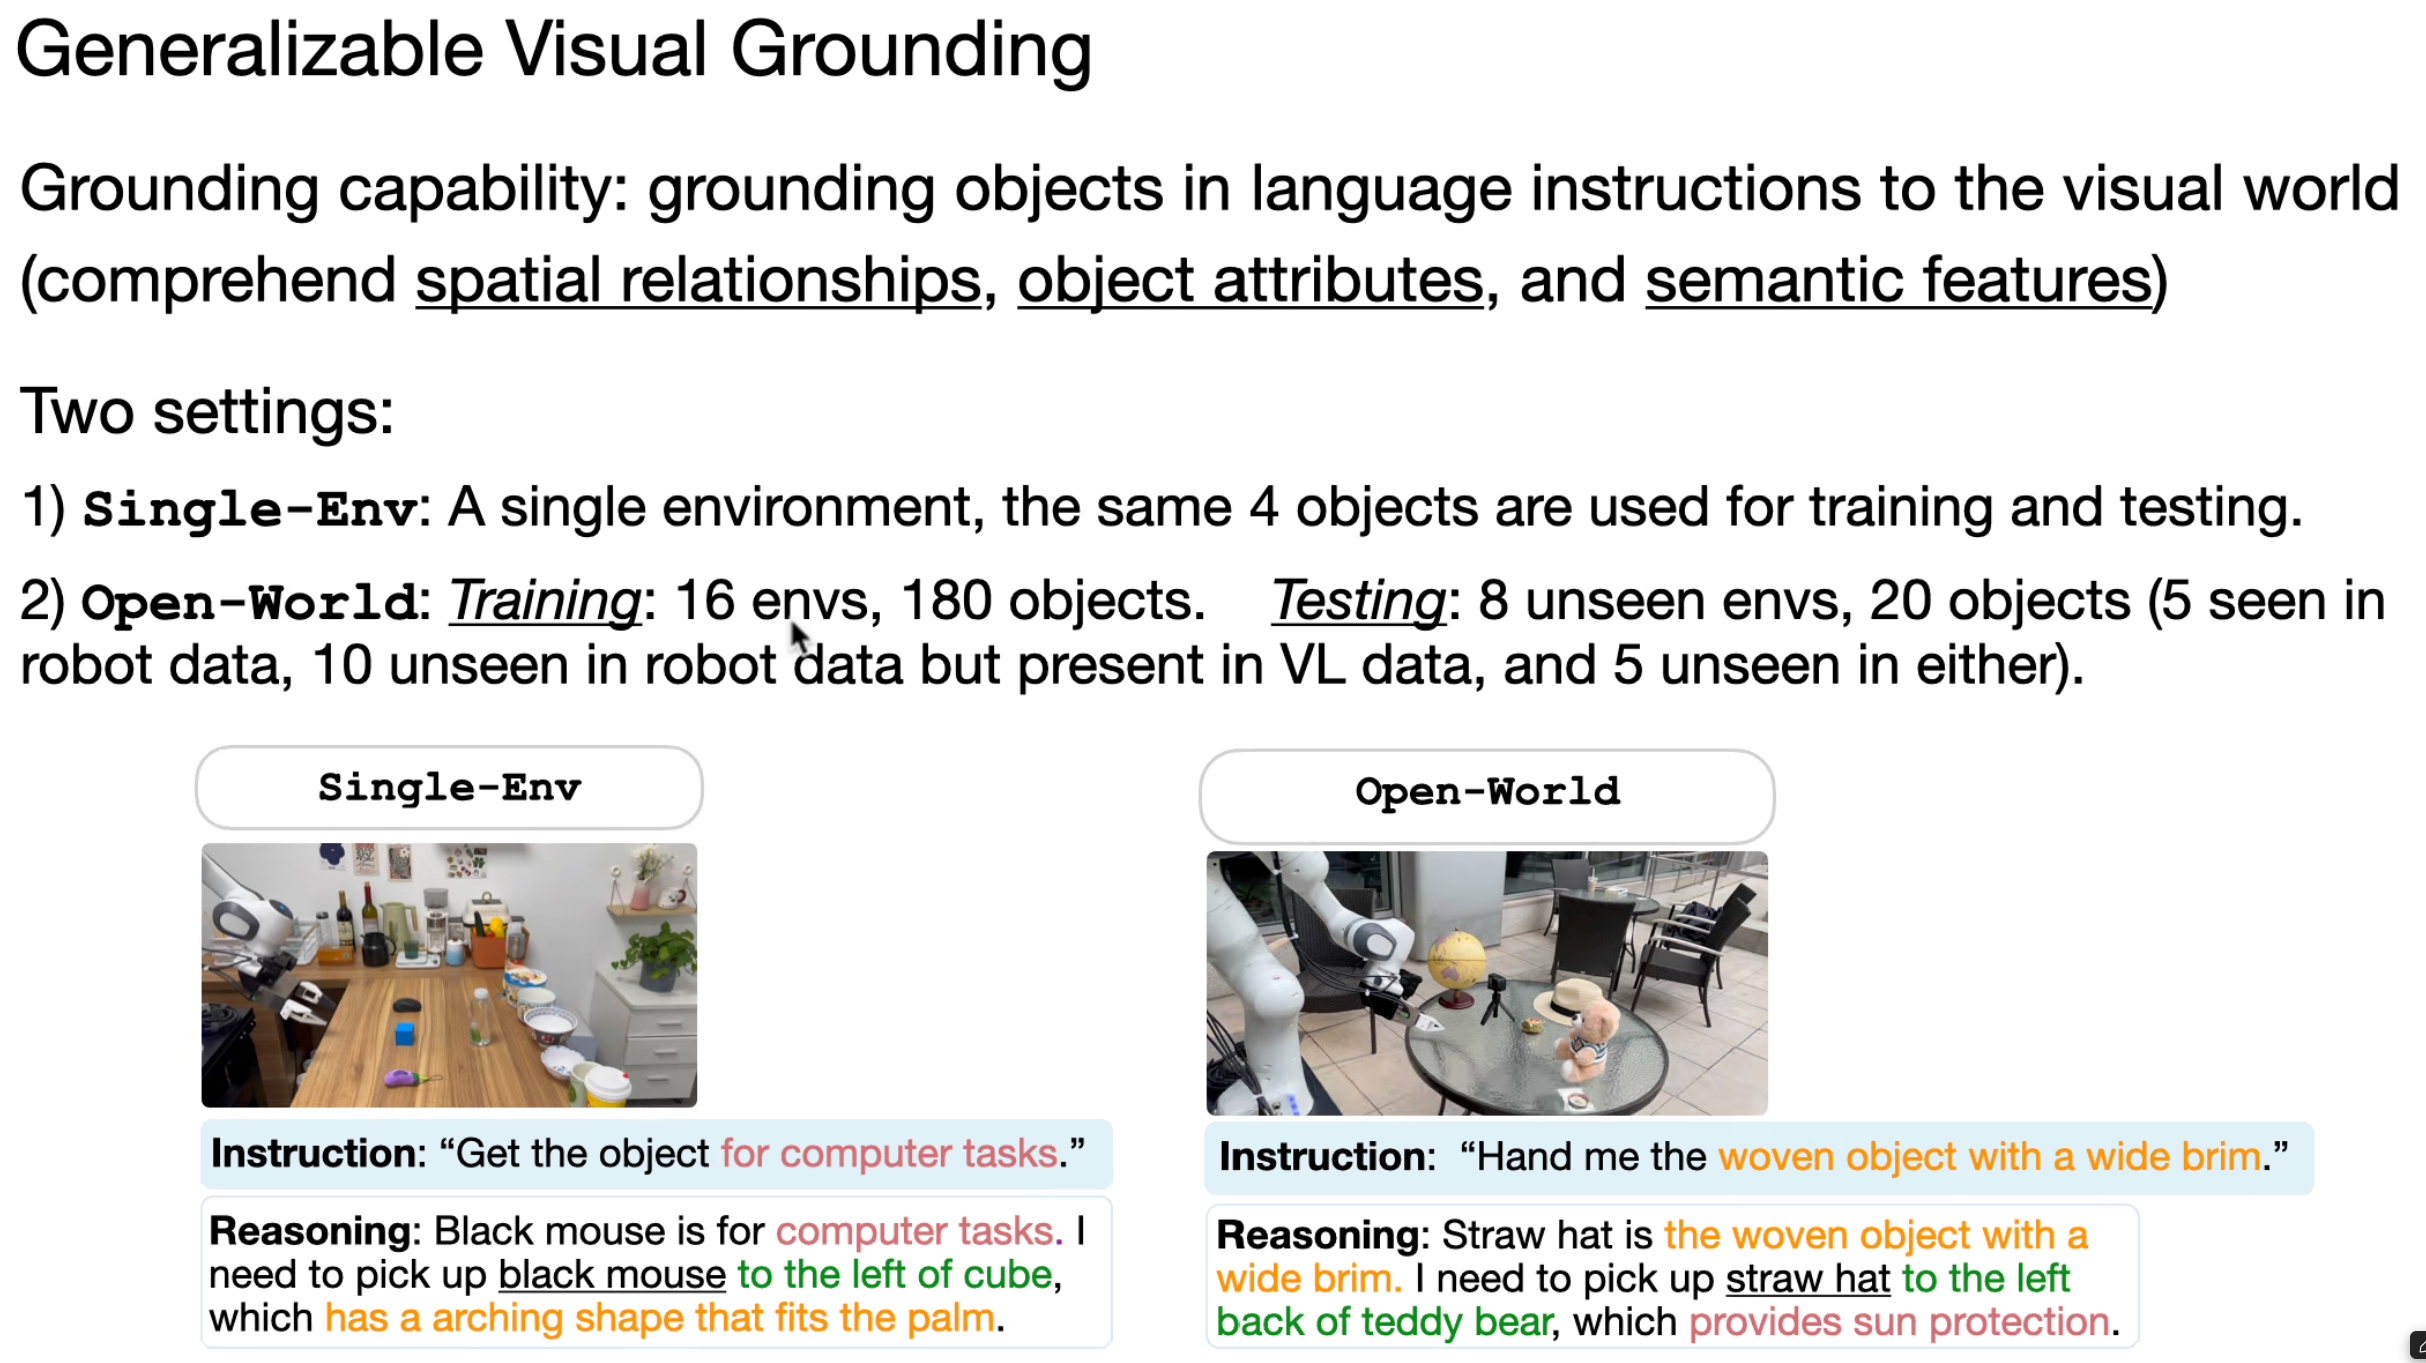 Generalizable Visual Grounding
Grounding capability: grounding objects in language instructions to the visual world
(comprehend spatial relationships, object attributes, and semantic features)
Two settings:
1) Single-Env: A single environment, the same 4 objects are used for training and testing.
2) Open-World: Training: 16 envs, 180 objects. Testing: 8 unseen envs, 20 objects (5 seen in
robot data, 10 unseen in robot data but present in VL data, and 5 unseen in either).
Single-Env
Instruction: “Get the object for computer tasks.”
Reasoning: Black mouse is for computer tasks. I
need to pick up black mouse to the left of cube,
which has a arching shape that fits the palm.
Open-World
Instruction: “Hand me the woven object with a wide brim.”
Reasoning: Straw hat is the woven object with a
wide brim. I need to pick up straw hat to the left
back of teddy bear, which provides sun protection.